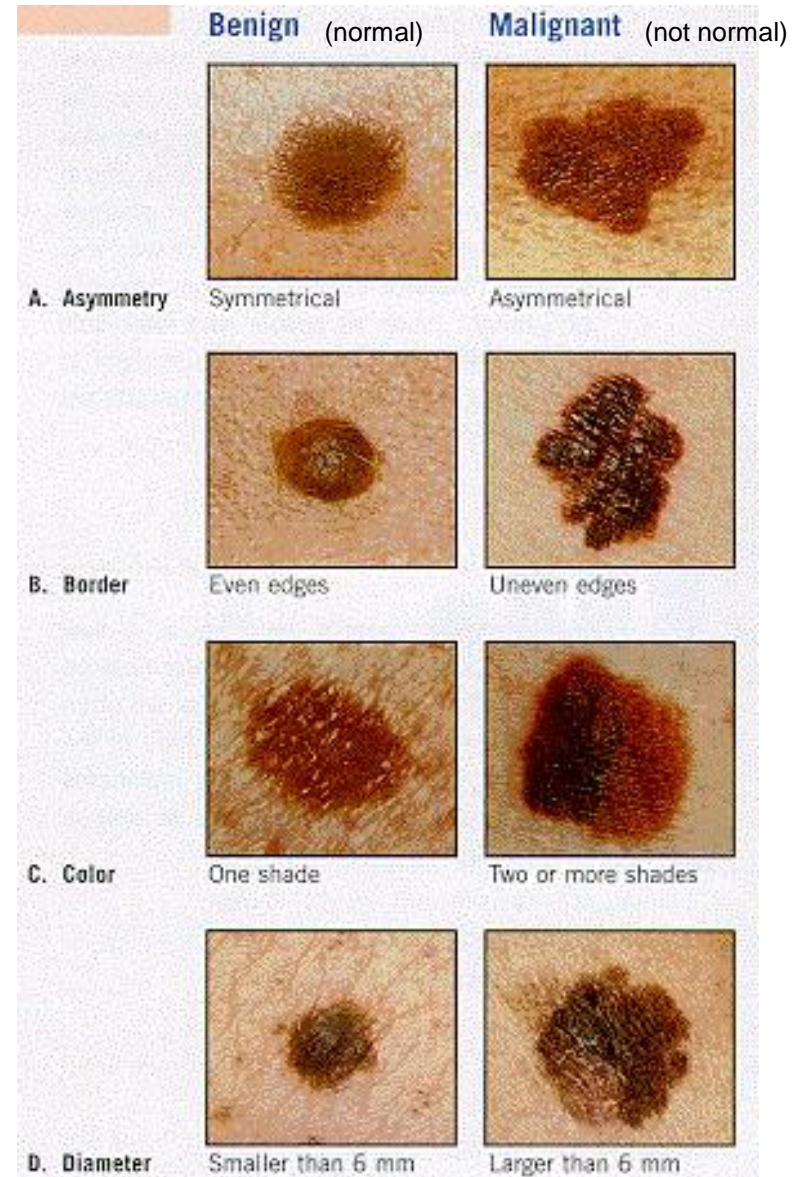 Benign (normal) Malignant (not normal)
A. Asymmetry Symmetrical Asymmetrical
B. Border Even edges Uneven edges
C. Color One shade Two or more shades
D. Diameter Smaller than 6 mm Larger than 6 mm